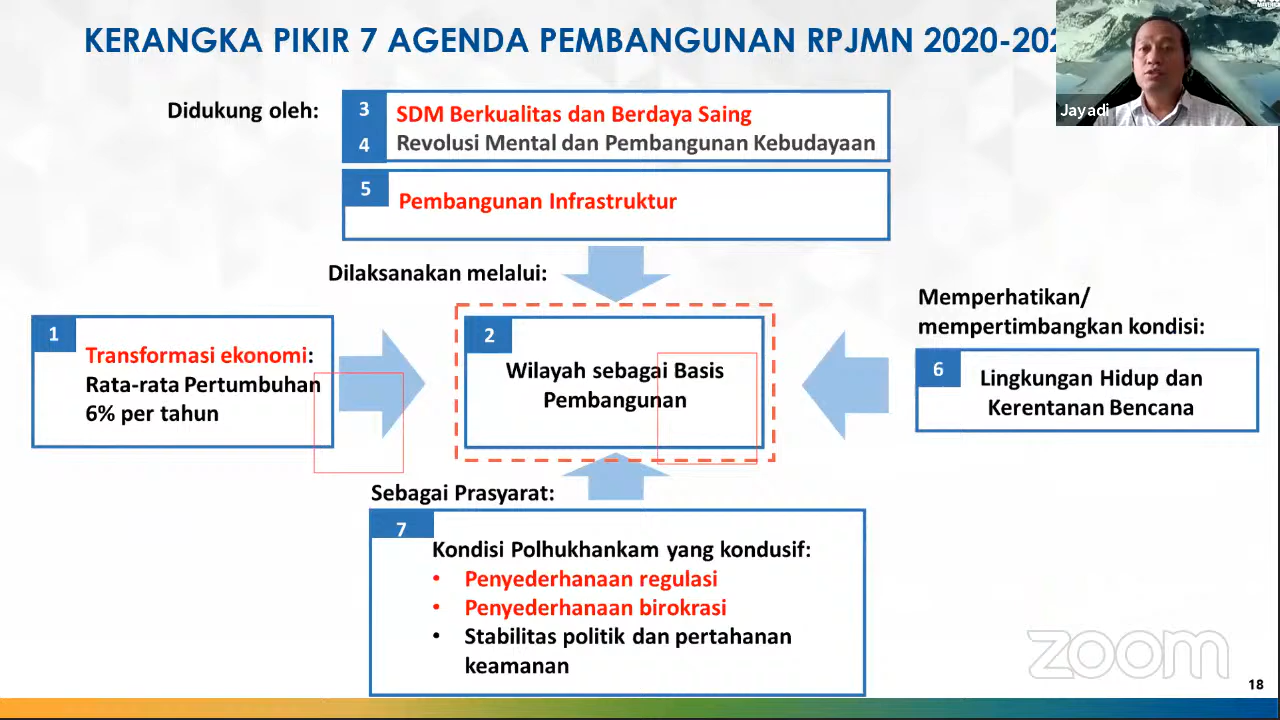 KERANGKA PIKIR 7 AGENDA PEMBANGUNAN RPJMN 2020-202
Jayadi
Didukung oleh:
3 SDM Berkualitas dan Berdaya Saing
4 Revolusi Mental dan Pembangunan Kebudayaan
5 Pembangunan Infrastruktur
Dilaksanakan melalui:
1
Transformasi ekonomi:
Rata-rata Pertumbuhan
6% per tahun
2
Wilayah sebagai Basis
Pembangunan
Memperhatikan/
mempertimbangkan kondisi:
6
Lingkungan Hidup dan
Kerentanan Bencana
Sebagai Prasyarat:
7
Kondisi Polhukhankam yang kondusif:
• Penyederhanaan regulasi
• Penyederhanaan birokrasi
• Stabilitas politik dan pertahanan
keamanan
zoom
18